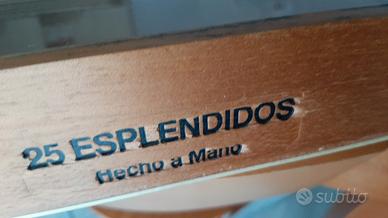 25 ESPLENDIDOS
Hecho a Mano
subito